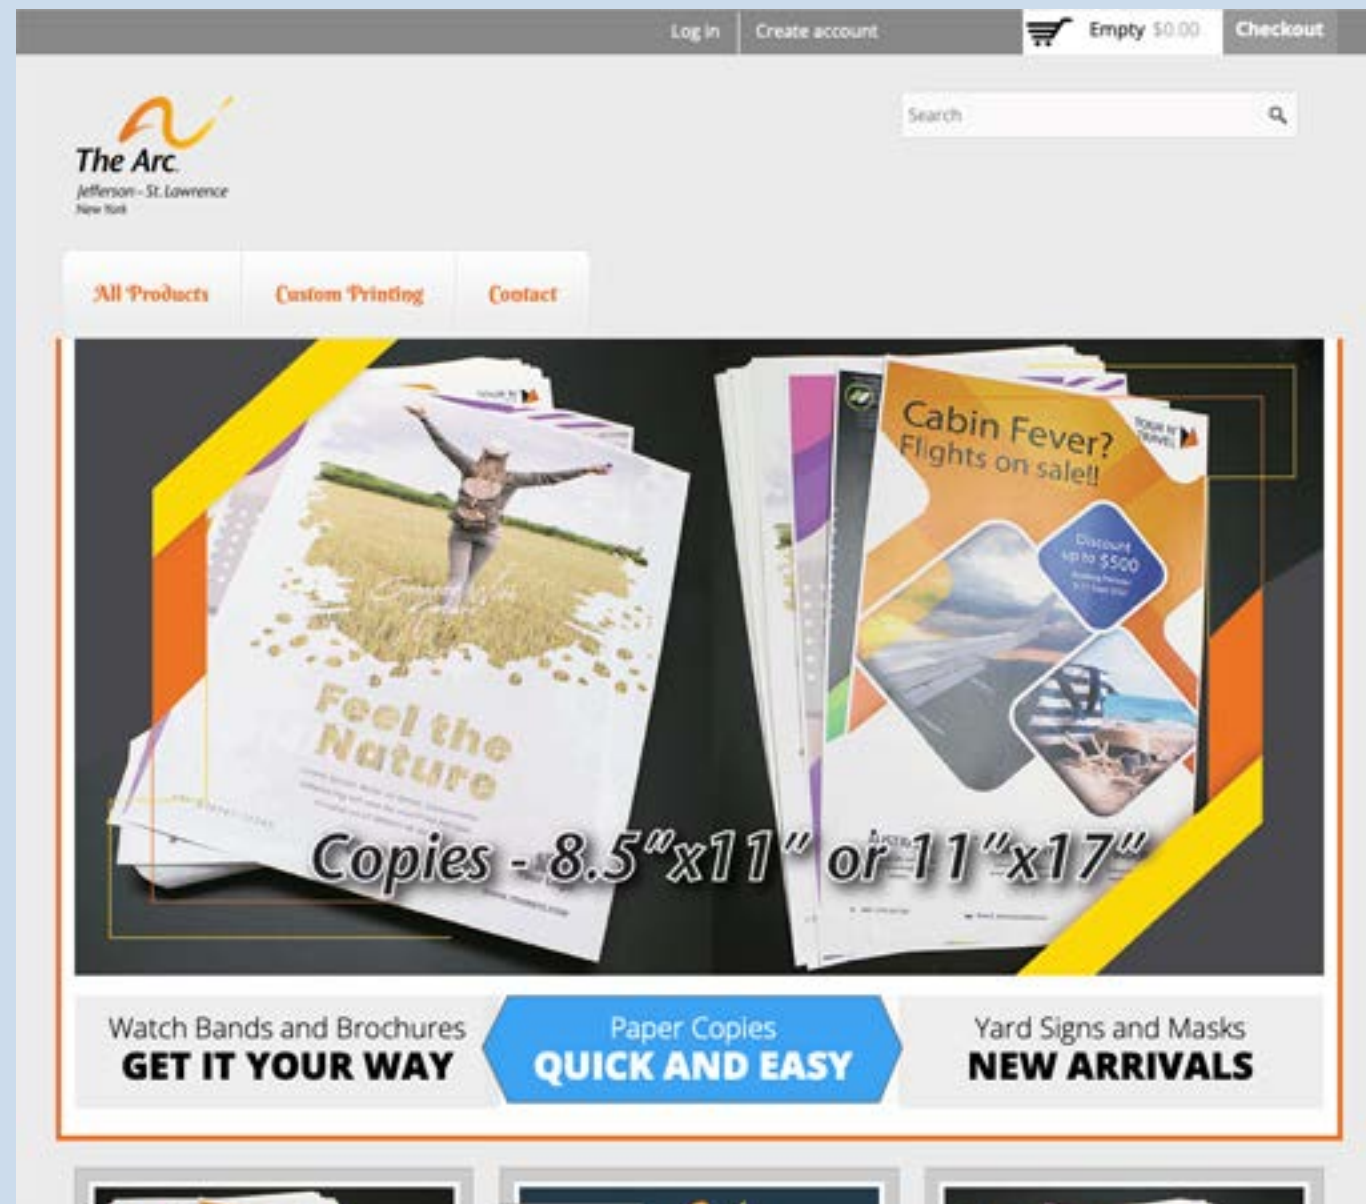 Log in
Create account
Empty $0.00
Checkout
Search
The Arc
Jefferson - St. Lawrence
New York
All Products
Custom Printing
Contact
Feel the
Nature
Cabin Fever?
Flights on sale!!
TOUR N'
TRAVEL
Discount
up to $500
Copies - 8.5"x11" or 11"x17"
Watch Bands and Brochures
GET IT YOUR WAY
Paper Copies
QUICK AND EASY
Yard Signs and Masks
NEW ARRIVALS